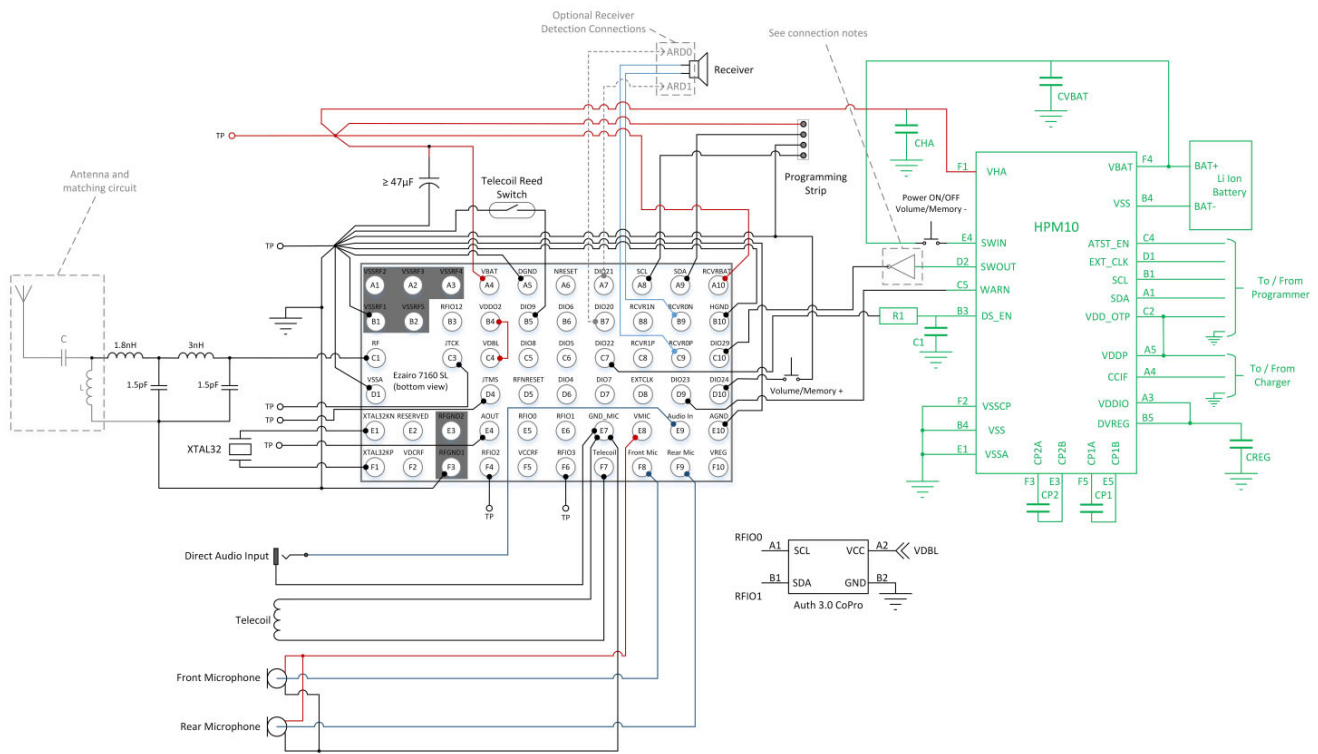 Optional Receiver
Detection Connections
ARD0
Receiver
ARD1
See connection notes
CVBAT
CHA
TP
Antenna and
matching circuit
≥ 47µF
Telecoil Reed
Switch
Programming
Strip
Power ON/OFF
Volume/Memory -
F1
VHA
VBAT
F4
BAT+
Li Ion
Battery
VSS
B4
BAT-
HPM10
E4
SWIN
ATST_EN
C4
D2
SWOUT
EXT_CLK
D1
C5
WARN
SCL
B1
SDA
A1
To / From
Programmer
R1
B3
DS_EN
VDD_OTP
C2
C1
VDDP
A5
CCIF
A4
To / From
Charger
F2
VSSCP
VDDIO
A3
B4
VSS
DVREG
B5
E1
VSSA
CP2A
CP2B
CP1A
CP1B
CREG
F3
E3
F5
E5
CP2
CP1
TP
VSSRF2 VSSRF3 VSSRF4 VBAT DGND NRESET DIO21 SCL SDA RCVRBAT
A1 A2 A3 A4 A5 A6 A7 A8 A9 A10
VSSRF1 VSSRF5 RFIO12 VDDO2 DIO9 DIO6 DIO20 RCVR1N RCVR0N HGND
B1 B2 B3 B4 B5 B6 B7 B8 B9 B10
RF JTCK VDBL DIO8 DIO5 DIO22 RCVR1P RCVR0P DIO29
C1 C3 C4 C5 C6 C7 C8 C9 C10
Ezairo 7160 SL
(bottom view)
VSSA JTMS RFNRESET DIO4 DIO7 EXTCLK DIO23 DIO24
D1 D4 D5 D6 D7 D8 D9 D10
XTAL32KN RESERVED RFGND2 AOUT RFIO0 RFIO1 GND_MIC VMIC Audio In AGND
E1 E2 E3 E4 E5 E6 E7 E8 E9 E10
XTAL32KP VDCRF RFGND1 RFIO2 VCCRF RFIO3 Telecoil Front Mic Rear Mic VREG
F1 F2 F3 F4 F5 F6 F7 F8 F9 F10
Volume/Memory +
C
1.8nH
3nH
L
1.5pF
1.5pF
TP
TP
TP
XTAL32
TP
TP
Direct Audio Input
Telecoil
Front Microphone
Rear Microphone
RFIO0
A1
SCL
VCC
A2
VDBL
RFIO1
B1
SDA
GND
B2
Auth 3.0 CoPro